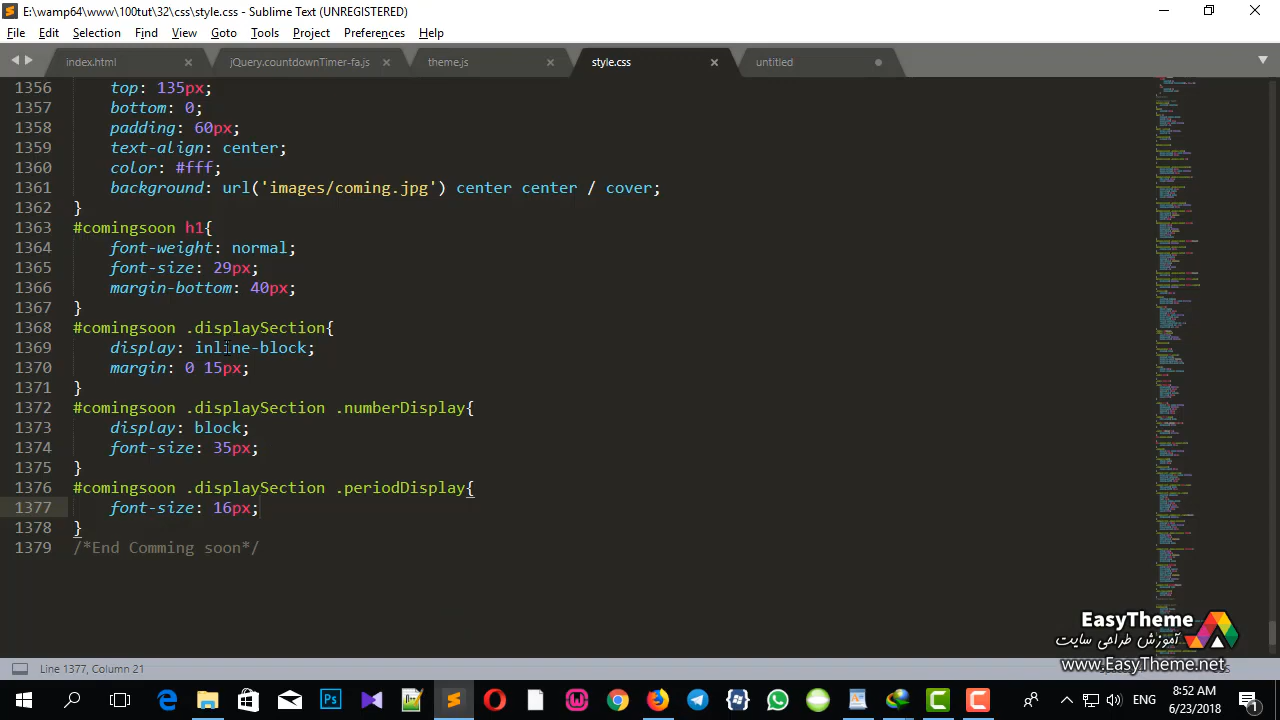 E:\wamp64\www\100tut\32\css\style.css - Sublime Text (UNREGISTERED)
File Edit Selection Find View Goto Tools Project Preferences Help
index.html jQuery.countdownTimer-fa.js theme.js style.css untitled
1356 top: 135px;
1357 bottom: 0;
1358 padding: 60px;
1359 text-align: center;
1360 color: #fff;
1361 background: url('images/coming.jpg') center center / cover;
1362 }
1363 #comingsoon h1{
1364 font-weight: normal;
1365 font-size: 29px;
1366 margin-bottom: 40px;
1367 }
1368 #comingsoon .displaySection{
1369 display: inline-block;
1370 margin: 0 15px;
1371 }
1372 #comingsoon .displaySection .numberDisplay{
1373 display: block;
1374 font-size: 35px;
1375 }
1376 #comingsoon .displaySection .periodDisplay{
1377 font-size: 16px;
1378 }
1379 /*End Comming soon*/
EasyTheme
آموزش طراحی سایت
www.EasyTheme.net
Line 1377, Column 21
ENG
8:52 AM
6/23/2018
1